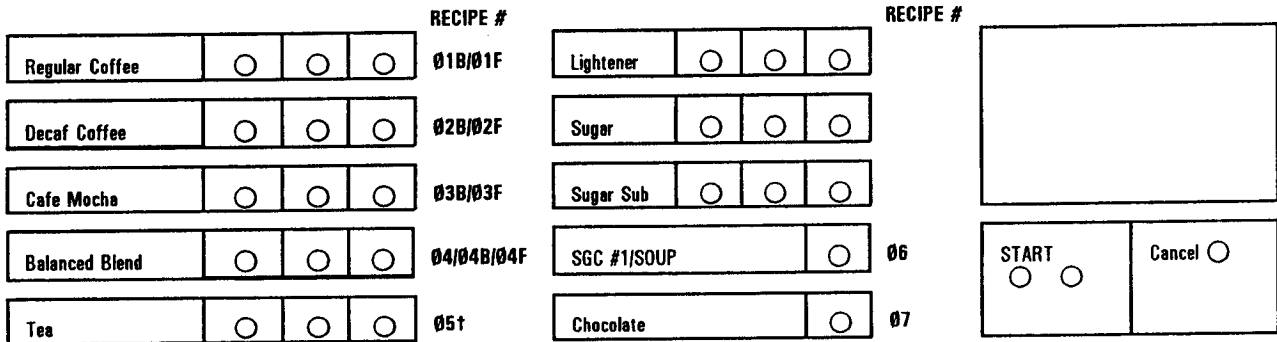 RECIPE #
Regular Coffee Ø1B/Ø1F
Decaf Coffee Ø2B/Ø2F
Cafe Mocha Ø3B/Ø3F
Balanced Blend Ø4/Ø4B/Ø4F
Tea Ø5†
RECIPE #
Lightener
Sugar
Sugar Sub
SGC #1/SOUP Ø6
Chocolate Ø7
START
Cancel